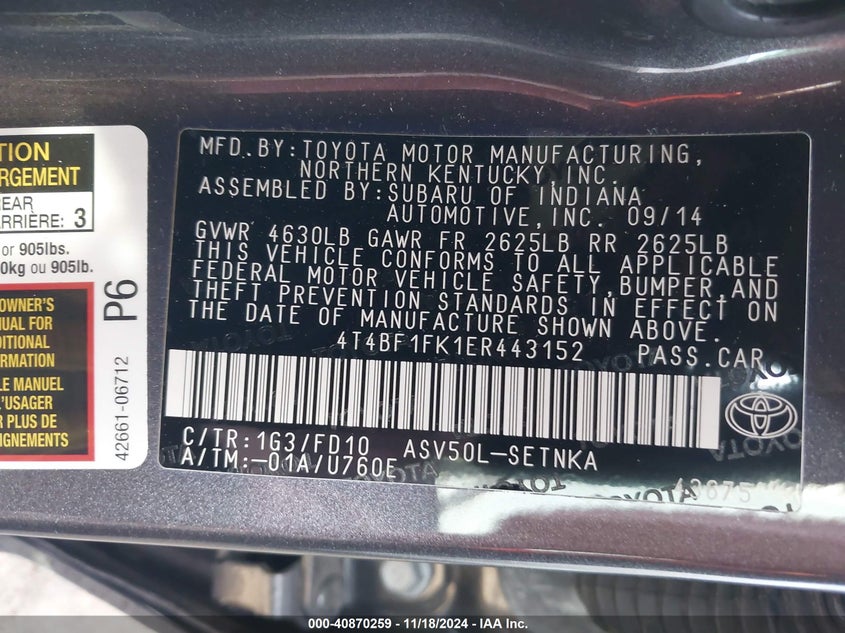 TION
RGEMENT
REAR
ARRIÈRE: 3
or 905lbs.
0kg ou 905lb.
OWNER'S
UAL FOR
DITIONAL
RMATION
LE MANUEL
L'USAGER
PLUS DE
IGNEMENTS
P6
42661-06712
MFD.BY:TOYOTA MOTOR MANUFACTURING,
NORTHERN KENTUCKY,INC.
ASSEMBLED BY:SUBARU OF INDIANA
AUTOMOTIVE,INC. 09/14
GVWR 4630LB GAWR FR 2625LB RR 2625LB
THIS VEHICLE CONFORMS TO ALL APPLICABLE
FEDERAL MOTOR VEHICLE SAFETY,BUMPER,AND
THEFT PREVENTION STANDARDS IN EFFECT ON
THE DATE OF MANUFACTURE SHOWN ABOVE.
4T4BF1FK1ER443152 PASS.CAR
C/TR:1G3/FD10 ASV50L-SETNKA
A/TM:-01A/U760E
TOYOTA
000-40870259 - 11/18/2024 - IAA Inc.